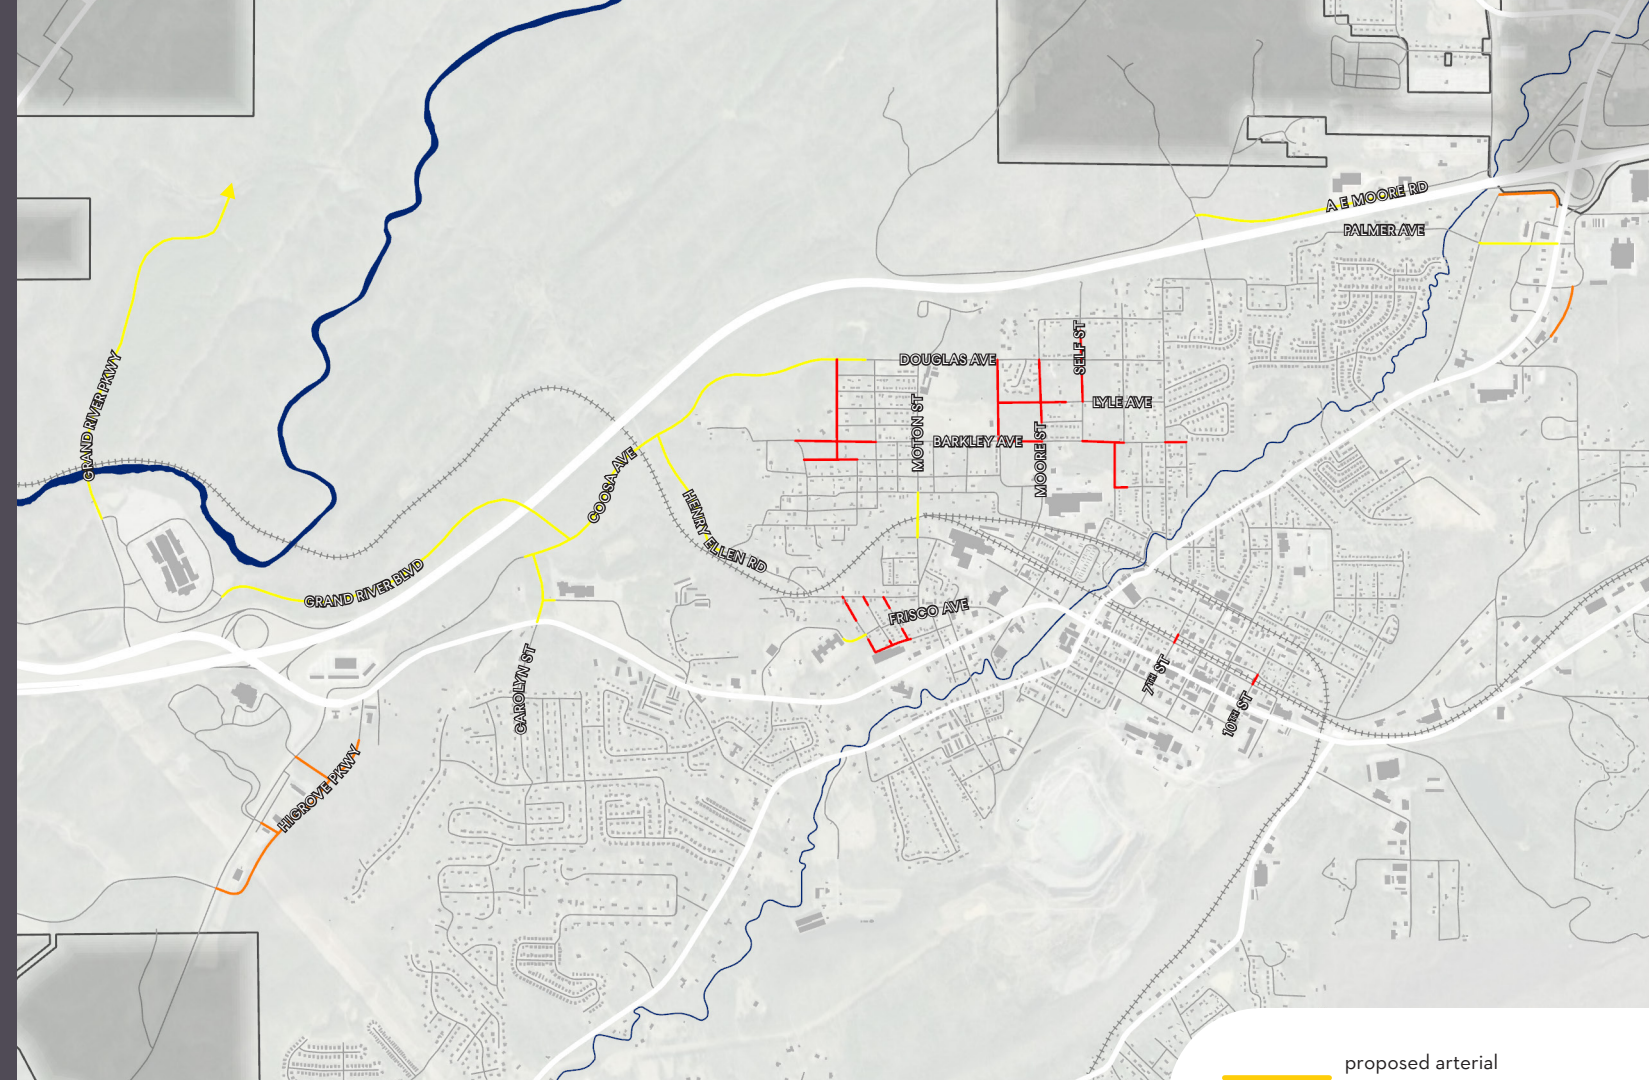 A E MOORE RD
PALMER AVE
SELF ST
DOUGLAS AVE
GRAND RIVER PKWY
LYLE AVE
MOTON ST
BARKLEY AVE
MOORE ST
COOSA AVE
HENRY ELLEN RD
GRAND RIVER BLVD
FRISCO AVE
CAROLYN ST
7TH ST
10TH ST
HIGROVE PKWY
proposed arterial